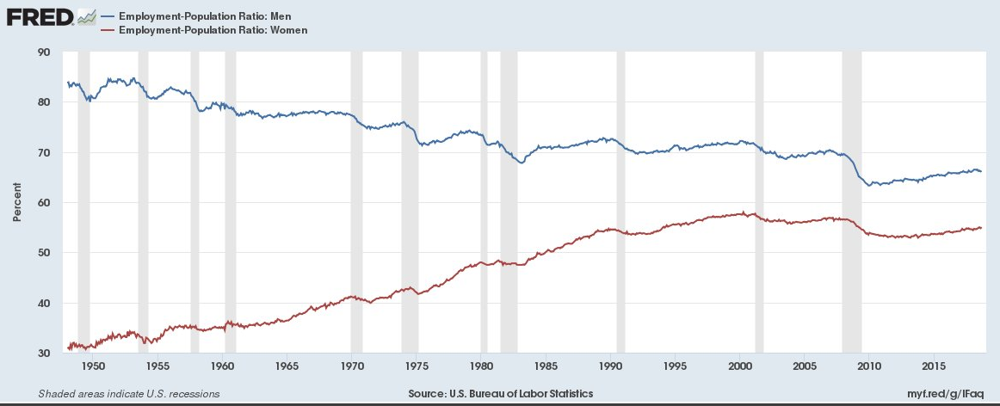 FRED
Employment-Population Ratio: Men
Employment-Population Ratio: Women
90
80
70
60
50
40
30
Percent
1950 1955 1960 1965 1970 1975 1980 1985 1990 1995 2000 2005 2010 2015
Shaded areas indicate U.S. recessions Source: U.S. Bureau of Labor Statistics myf.red/g/lFaq